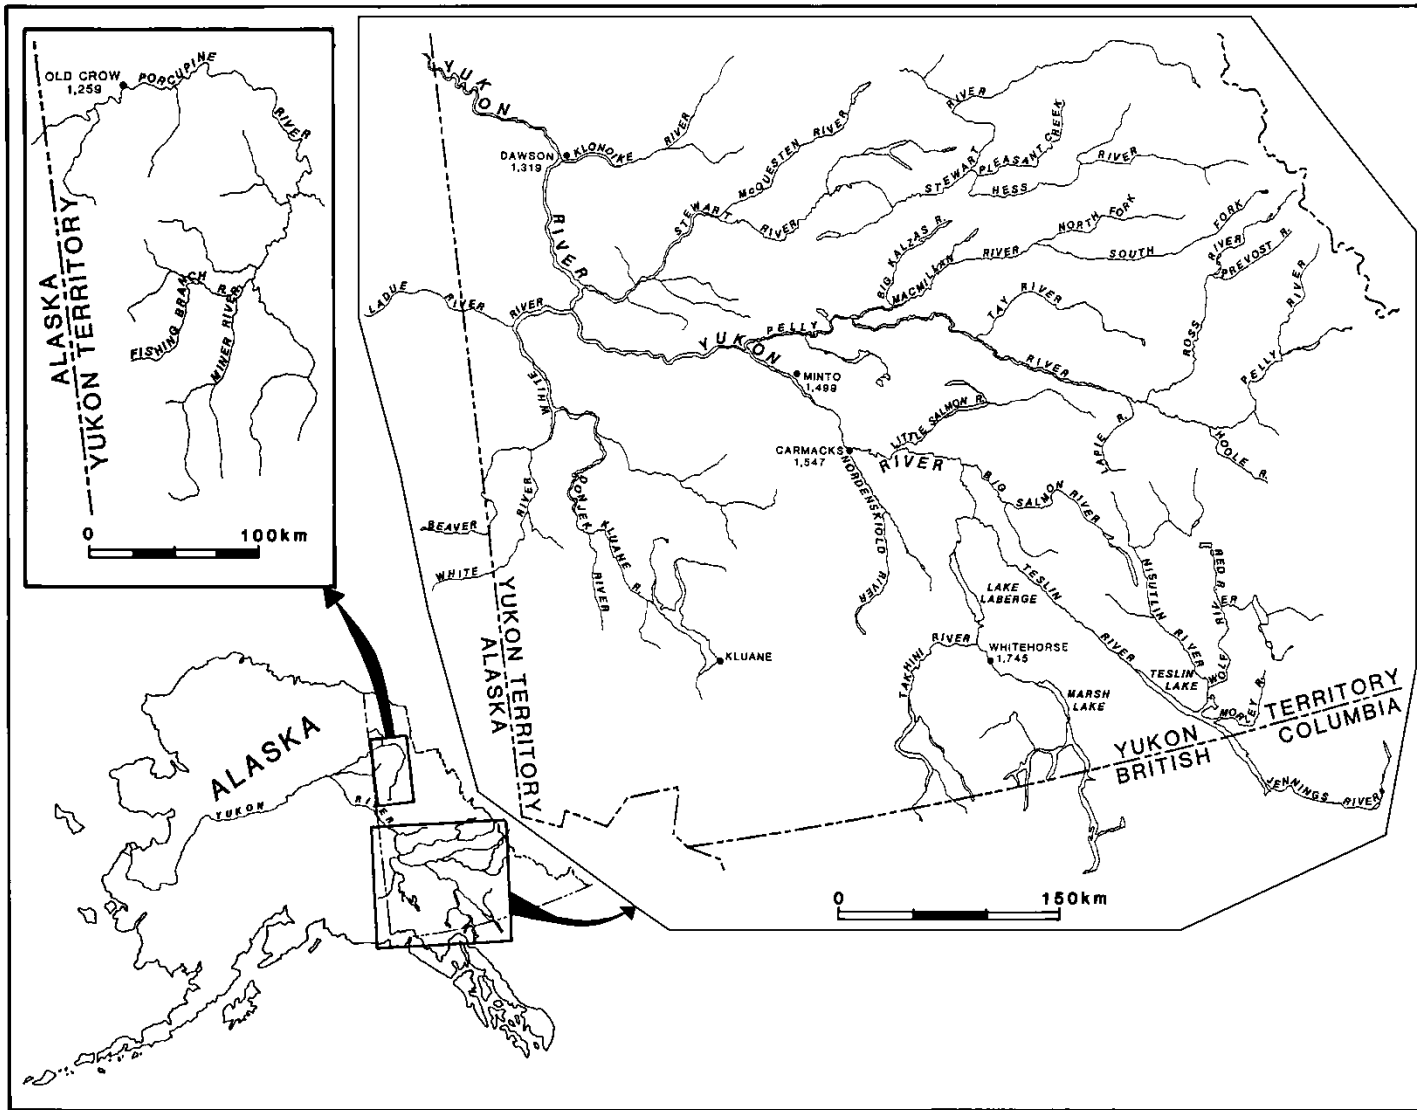 OLD CROW
1,259
PORCUPINE
RIVER
ALASKA
YUKON TERRITORY
FISHING BRANCH R.
MINER RIVER
0 100km
YUKON
RIVER
DAWSON
1,319
KLONDIKE RIVER
STEWART RIVER
McQUESTEN RIVER
STEWART
RIVER
PLEASANT CREEK
HESS RIVER
BIG KALZAS R.
MACMILLAN RIVER
NORTH FORK
SOUTH FORK
TAY RIVER
ROSS RIVER
PREVOST R.
PELLY RIVER
LADUE RIVER
RIVER
WHITE
YUKON
PELLY
RIVER
MINTO
1,499
LITTLE SALMON R.
CARMACKS
1,547
RIVER
NORDENSKIOLD RIVER
BIG SALMON RIVER
LAPIE R.
HOOLE R.
BEAVER
WHITE
RIVER
DONJEK
RIVER
KLUANE R.
KLUANE
LAKE
LABERGE
TESLIN
RIVER
NISUTLIN
RIVER
RED RIVER
WOLF
TAKHINI
RIVER
WHITEHORSE
1,745
MARSH
LAKE
TESLIN
LAKE
MORLEY R.
JENNINGS RIVER
YUKON TERRITORY
ALASKA
YUKON TERRITORY
BRITISH COLUMBIA
0 150km
ALASKA
YUKON
RIVER